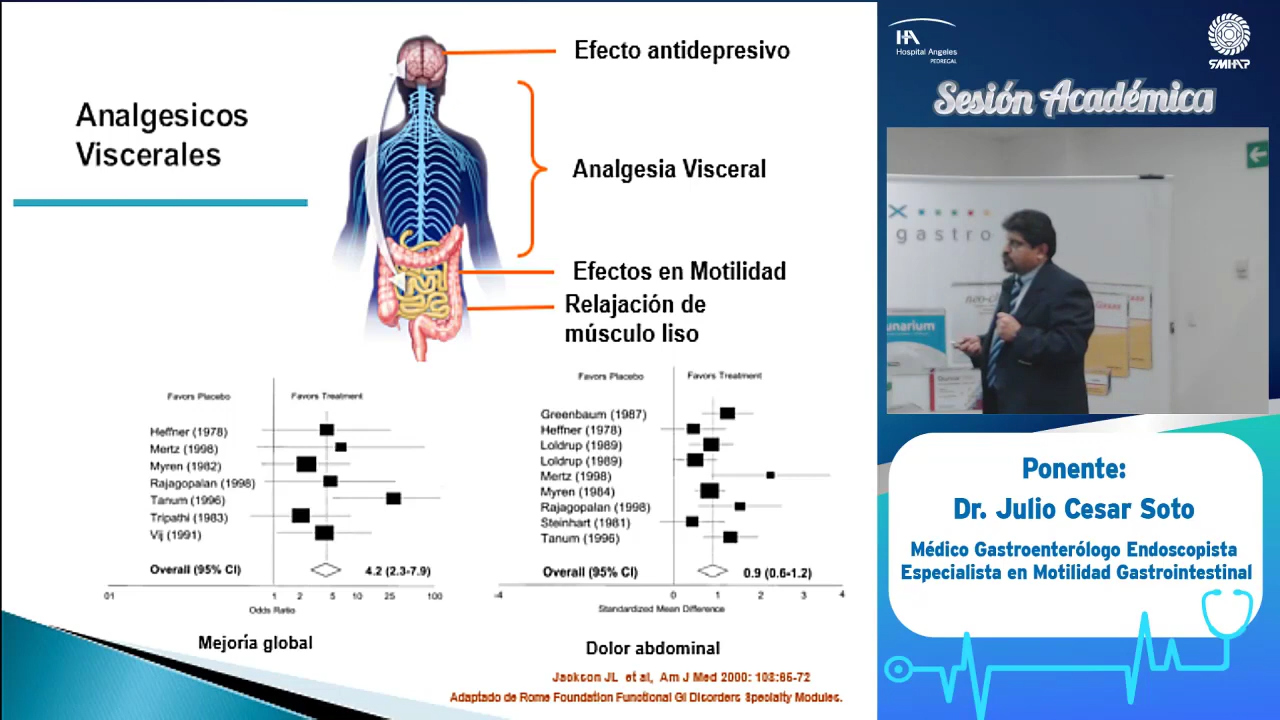 Analgesicos
Viscerales
Efecto antidepresivo
Analgesia Visceral
Efectos en Motilidad
Relajación de
músculo liso
Favors Placebo
Favors Treatment
Heffner (1978)
Mertz (1998)
Myren (1982)
Rajagopalan (1998)
Tanum (1996)
Tripathi (1983)
Vij (1991)
Overall (95% CI)
4.2 (2.3-7.9)
01 1 2 5 10 25 100
Odds Ratio
Mejoría global
Favors Placebo
Favors Treatment
Greenbaum (1987)
Heffner (1978)
Loldrup (1989)
Loldrup (1989)
Mertz (1998)
Myren (1984)
Rajagopalan (1998)
Steinhart (1981)
Tanum (1996)
Overall (95% CI)
0.9 (0.6-1.2)
-4 0 1 2 3 4
Standardized Mean Difference
Dolor abdominal
Jackson JL et al, Am J Med 2000: 108:65-72
Adaptado de Rome Foundation Functional GI Disorders Specialty Modules.
HA
Hospital Angeles
PEDREGAL
SMHAP
Sesión Académica
gastro
unarium
Ponente:
Dr. Julio Cesar Soto
Médico Gastroenterólogo Endoscopista
Especialista en Motilidad Gastrointestinal